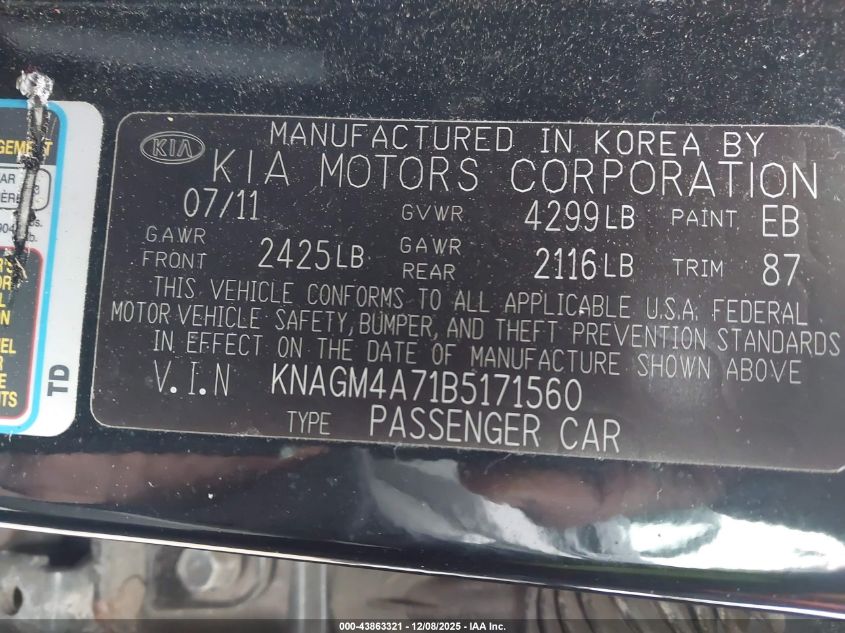 MANUFACTURED IN KOREA BY
KIA KIA MOTORS CORPORATION
07/11 GVWR 4299LB PAINT EB
G.AWR FRONT 2425LB GAWR REAR 2116LB TRIM 87
THIS VEHICLE CONFORMS TO ALL APPLICABLE U.S.A. FEDERAL
MOTOR VEHICLE SAFETY, BUMPER, AND THEFT PREVENTION STANDARDS
IN EFFECT ON THE DATE OF MANUFACTURE SHOWN ABOVE
V.I.N KNAGM4A71B5171560
TYPE PASSENGER CAR
TD
000-43863321 - 12/08/2025 - IAA Inc.